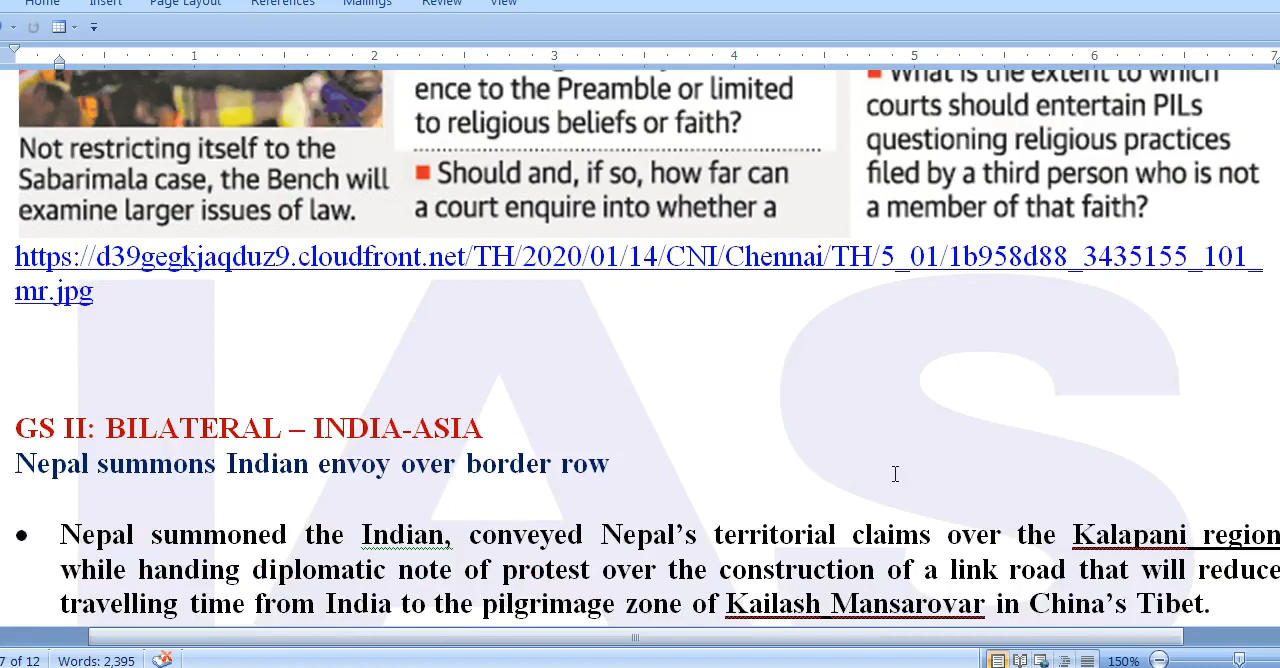 Home Insert Page Layout References Mailings Review View
1 2 3 4 5 6 7
ence to the Preamble or limited
to religious beliefs or faith?
Should and, if so, how far can
a court enquire into whether a
What is the extent to which
courts should entertain PILs
questioning religious practices
filed by a third person who is not
a member of that faith?
Not restricting itself to the
Sabarimala case, the Bench will
examine larger issues of law.
https://d39gegkjaqduz9.cloudfront.net/TH/2020/01/14/CNI/Chennai/TH/5_01/1b958d88_3435155_101_
mr.jpg
IAS
GS II: BILATERAL – INDIA-ASIA
Nepal summons Indian envoy over border row
• Nepal summoned the Indian, conveyed Nepal's territorial claims over the Kalapani region
while handing diplomatic note of protest over the construction of a link road that will reduce
travelling time from India to the pilgrimage zone of Kailash Mansarovar in China's Tibet.
7 of 12 Words: 2,395 150%